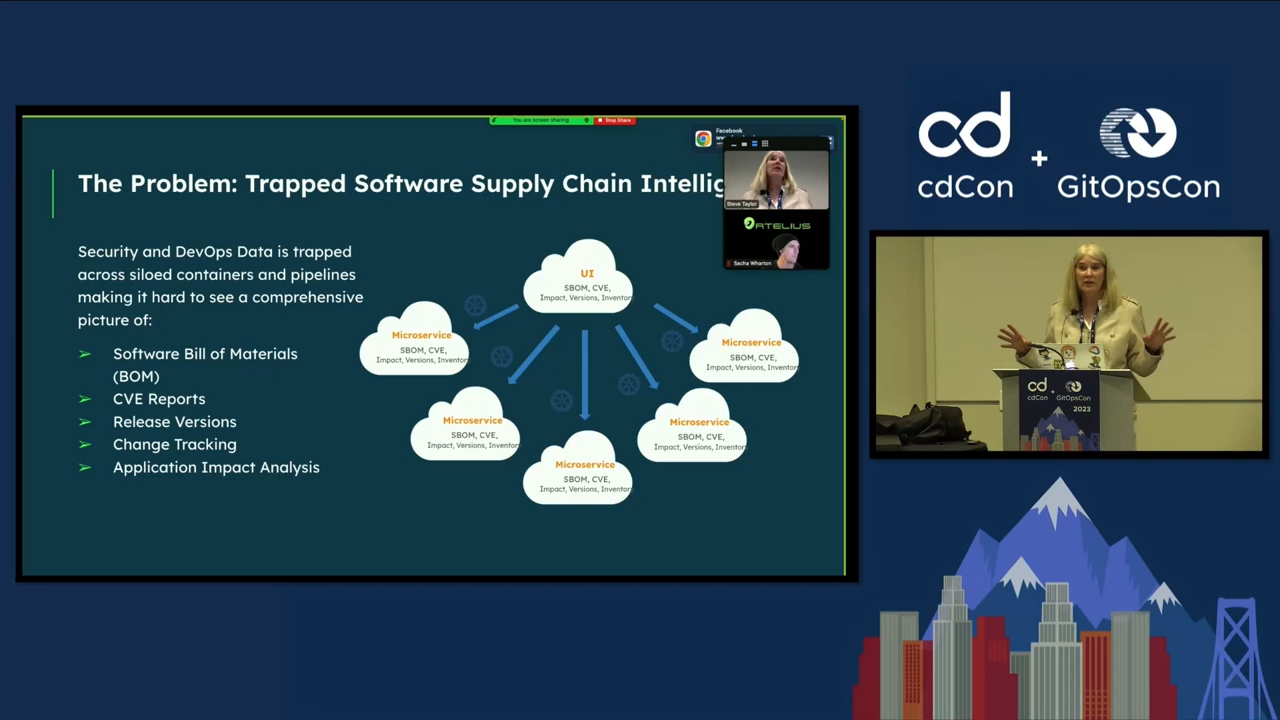 You are screen sharing
Stop Share
Facebook
The Problem: Trapped Software Supply Chain Intellig
Steve Taylor
ORTELIUS
Sacha Wharton
Security and DevOps Data is trapped
across siloed containers and pipelines
making it hard to see a comprehensive
picture of:
➢ Software Bill of Materials
(BOM)
➢ CVE Reports
➢ Release Versions
➢ Change Tracking
➢ Application Impact Analysis
UI
SBOM, CVE,
Impact, Versions, Inventory
Microservice
SBOM, CVE,
Impact, Versions, Inventory
Microservice
SBOM, CVE,
Impact, Versions, Inventory
Microservice
SBOM, CVE,
Impact, Versions, Inventory
Microservice
SBOM, CVE,
Impact, Versions, Inventory
Microservice
SBOM, CVE,
Impact, Versions, Inventory
cd
cdCon
+
GitOpsCon
cd
cdCon
GitOpsCon
2023